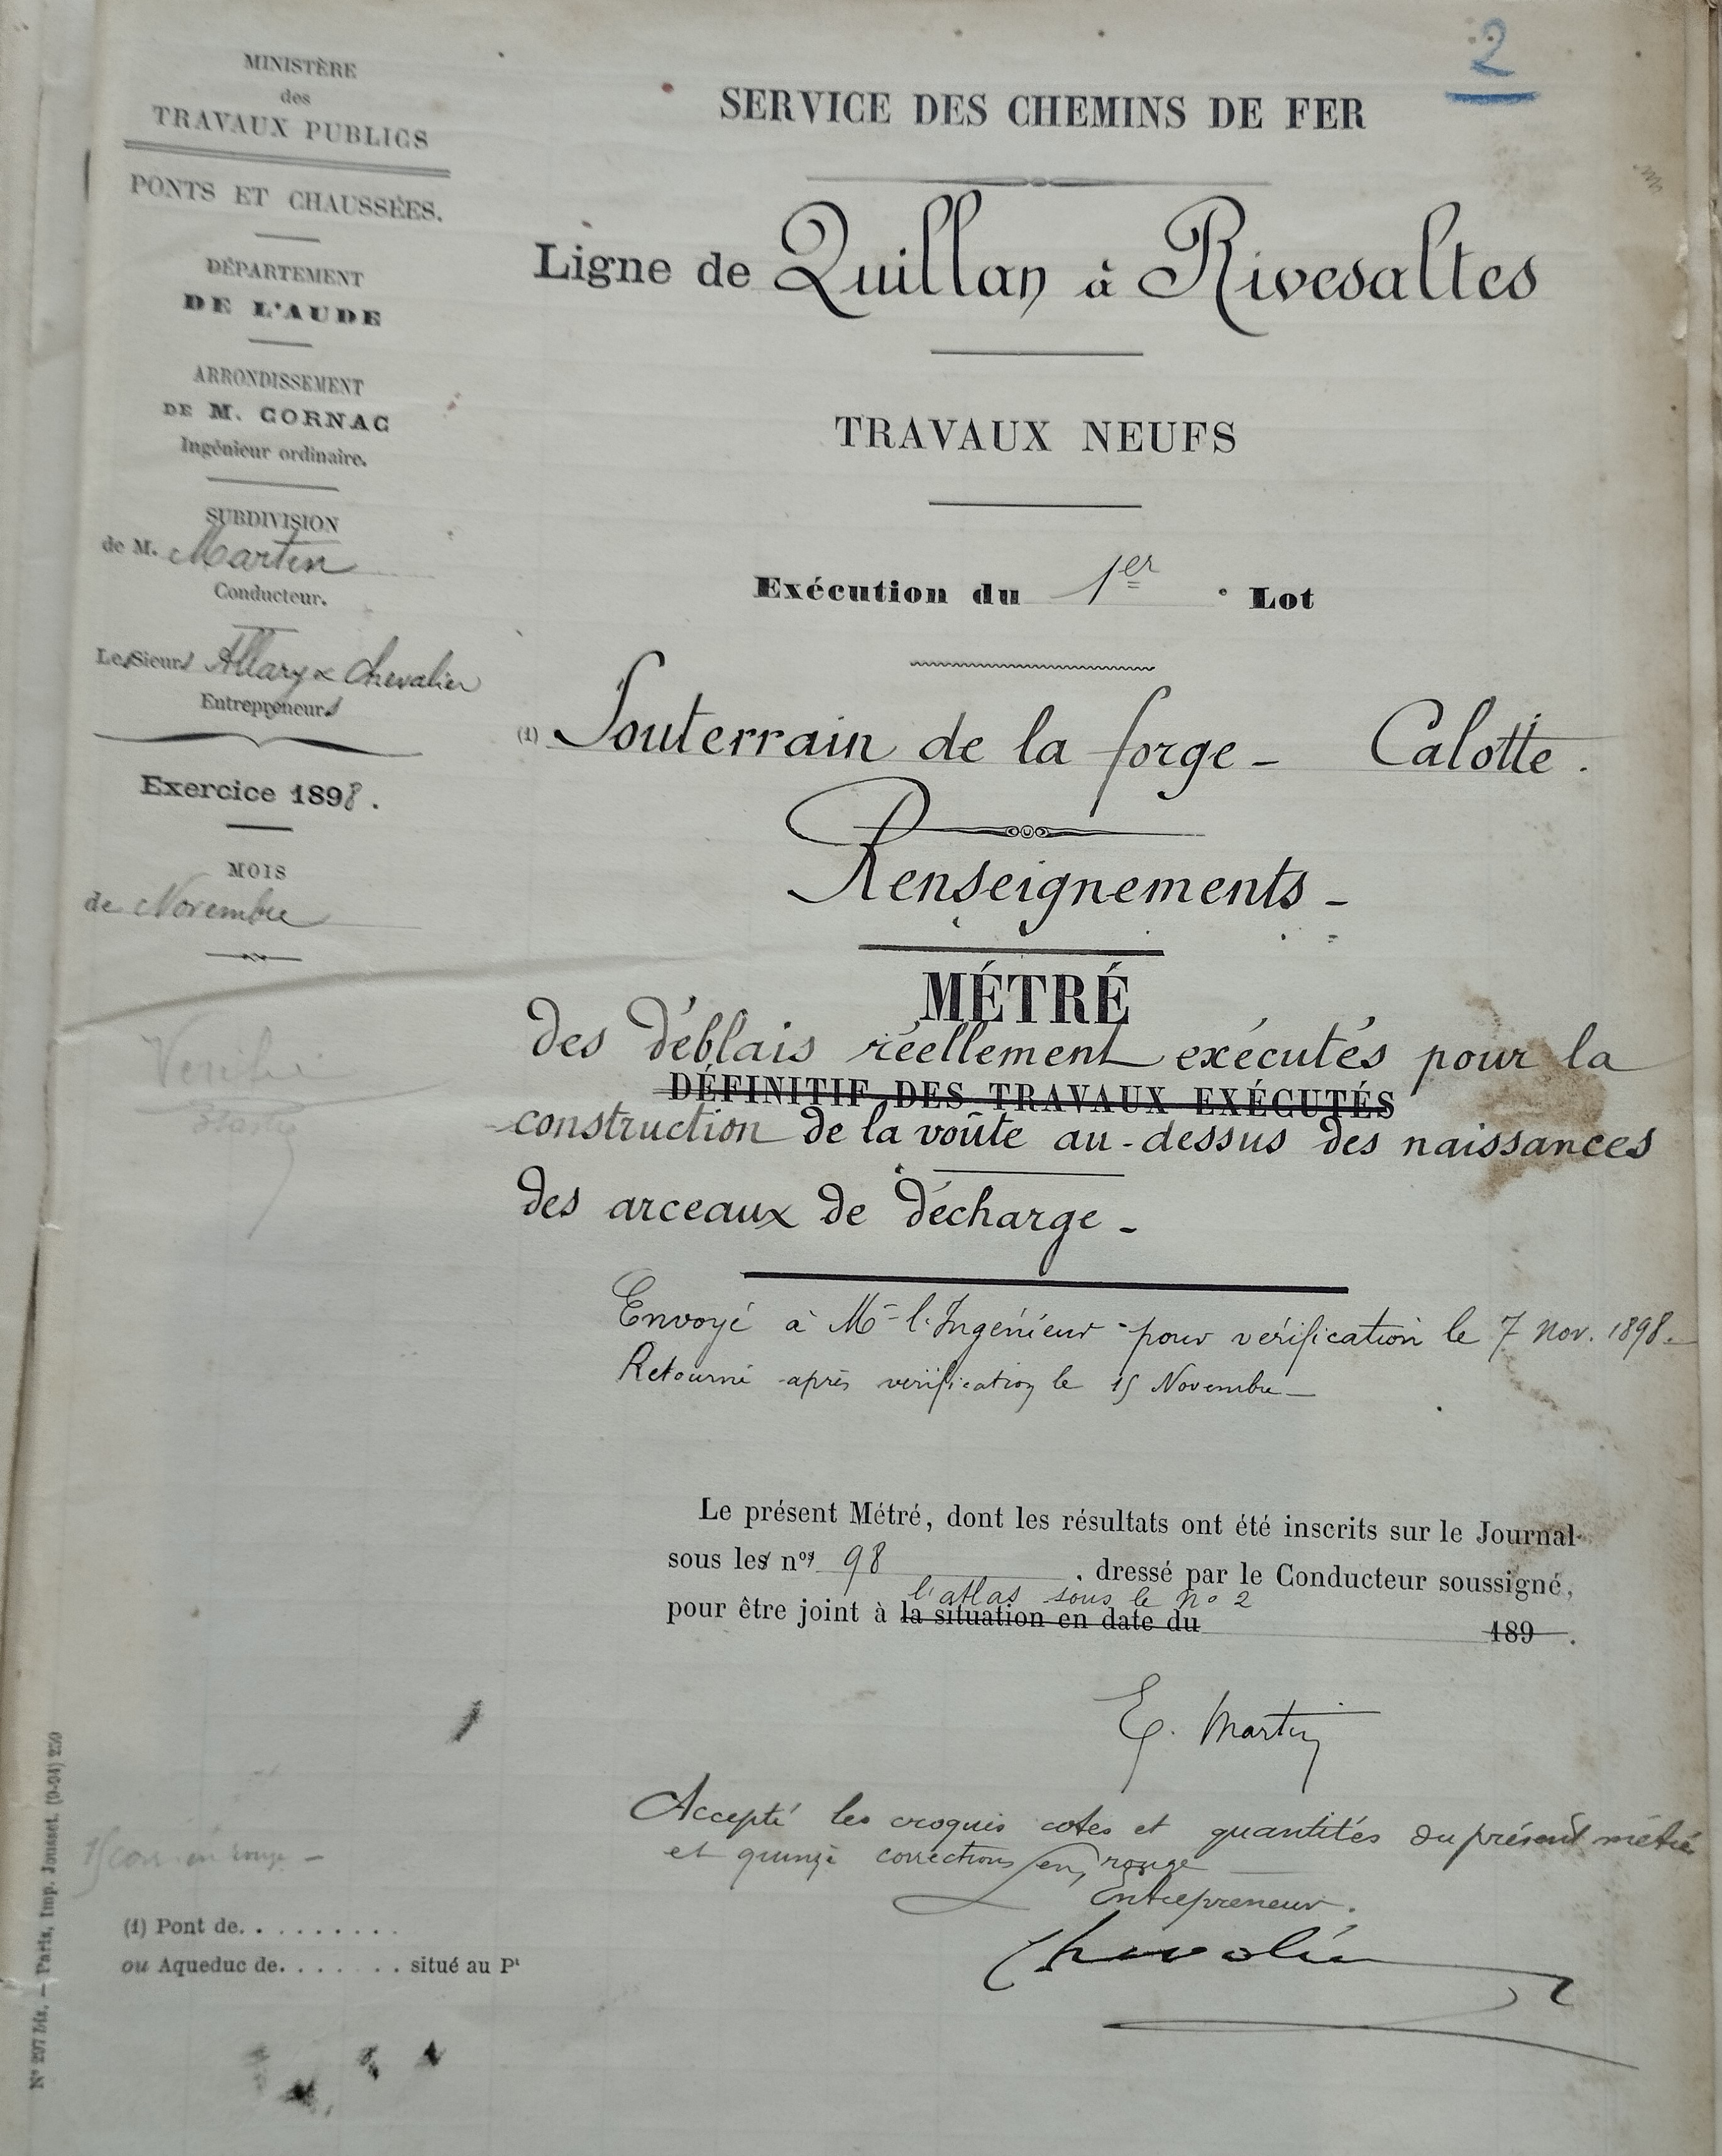 MINISTÈRE
des
TRAVAUX PUBLICS
PONTS ET CHAUSSÉES.
DÉPARTEMENT
DE L'AUDE
ARRONDISSEMENT
DE M. CORNAC
Ingénieur ordinaire.
SUBDIVISION
de M. Martin
Conducteur.
Les Sieurs Allary & Chevalier
Entrepreneurs
Exercice 1898.
MOIS
de Novembre
Verifié
Martin
2
SERVICE DES CHEMINS DE FER
Ligne de Quillan à Rivesaltes
TRAVAUX NEUFS
Exécution du 1er Lot
(1) Souterrain de la forge - Calotte.
Renseignements -
MÉTRÉ
des déblais réellement exécutés pour la
DÉFINITIF DES TRAVAUX EXÉCUTÉS
construction de la voûte au-dessus des naissances
des arceaux de décharge -
Envoyé à Mr l'Ingénieur pour vérification le 7 Nov. 1898 -
Retourné après vérification le 15 Novembre -
Le présent Métré, dont les résultats ont été inscrits sur le Journal
sous les nos 98, dressé par le Conducteur soussigné,
l'atlas sous le n° 2
pour être joint à la situation en date du 189 .
E. Martin
Accepté les croquis cotes et quantités du présent métré
et quinze corrections en rouge
Entrepreneur.
Chevalier
15 corr. en rouge -
(1) Pont de. . . . . . . . .
ou Aqueduc de. . . . . . . situé au Pt
N° 297 bis. — Paris, Imp. Jousset. (9-94) 250